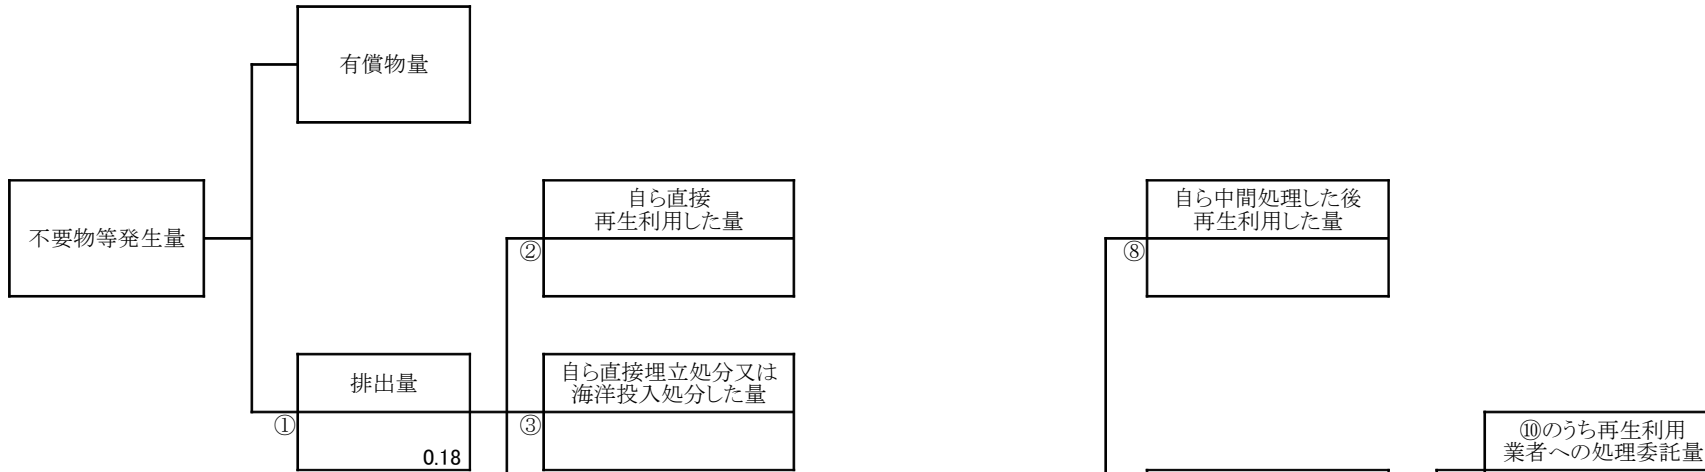 有償物量
不要物等発生量
自ら直接
再生利用した量
②
自ら中間処理した後
再生利用した量
⑧
排出量
①
0.18
自ら直接埋立処分又は
海洋投入処分した量
③
⑩のうち再生利用
業者への処理委託量